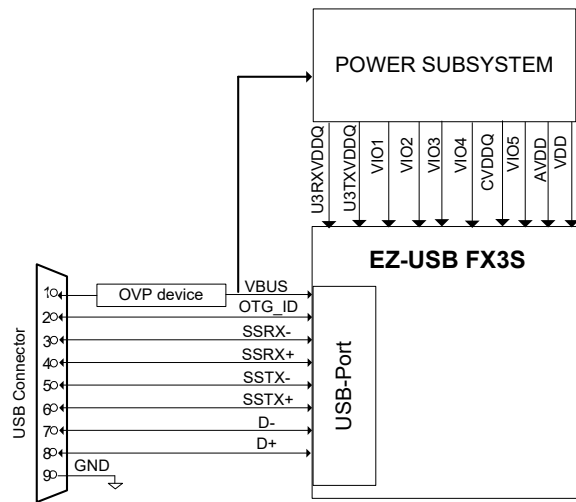 POWER SUBSYSTEM
U3RXVDDQ
U3TXVDDQ
VIO1
VIO2
VIO3
VIO4
CVDDQ
VIO5
AVDD
VDD
EZ-USB FX3S
USB-Port
USB Connector
1
OVP device
VBUS
2
OTG_ID
3
SSRX-
4
SSRX+
5
SSTX-
6
SSTX+
7
D-
8
D+
9
GND